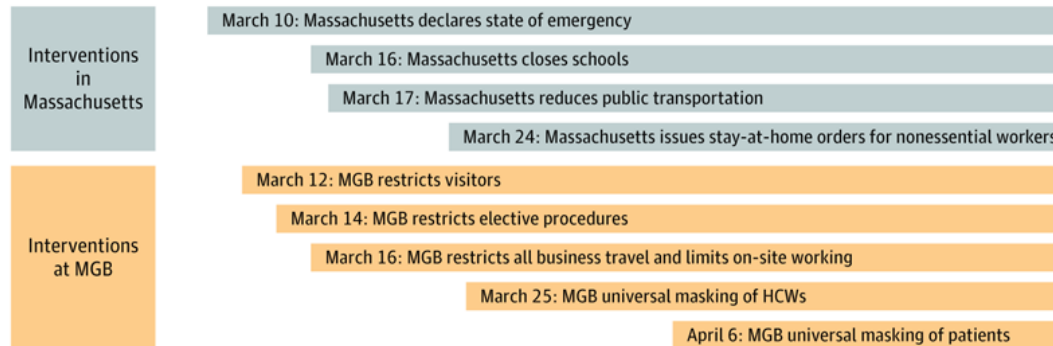 Interventions
in
Massachusetts
March 10: Massachusetts declares state of emergency
March 16: Massachusetts closes schools
March 17: Massachusetts reduces public transportation
March 24: Massachusetts issues stay-at-home orders for nonessential workers
Interventions
at MGB
March 12: MGB restricts visitors
March 14: MGB restricts elective procedures
March 16: MGB restricts all business travel and limits on-site working
March 25: MGB universal masking of HCWs
April 6: MGB universal masking of patients